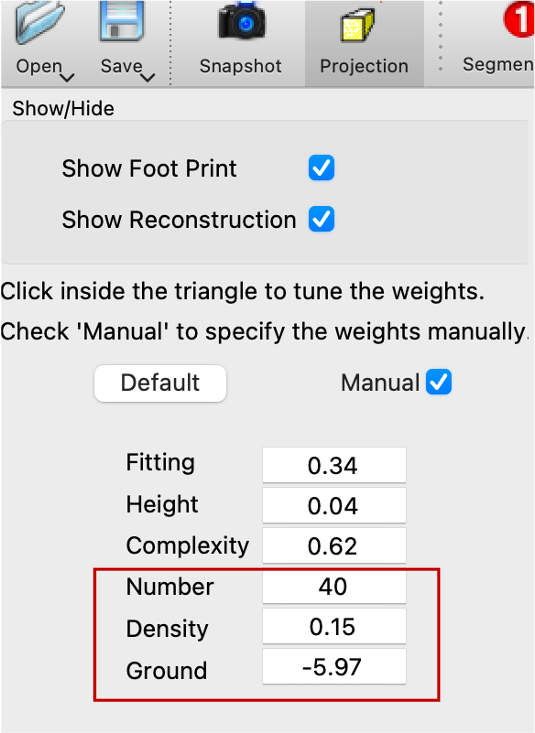 Open Save Snapshot Projection Segmen
1
Show/Hide
Show Foot Print
Show Reconstruction
Click inside the triangle to tune the weights.
Check 'Manual' to specify the weights manually.
Default Manual
Fitting 0.34
Height 0.04
Complexity 0.62
Number 40
Density 0.15
Ground -5.97